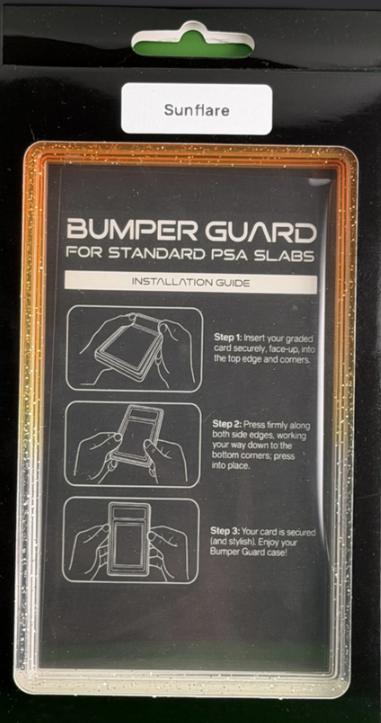 Sunflare
BUMPER GUARD
FOR STANDARD PSA SLABS
INSTALLATION GUIDE
Step 1: Insert your graded
card securely, face-up, into
the top edge and corners.
Step 2: Press firmly along
both side edges, working
your way down to the
bottom corners; press
into place.
Step 3: Your card is secured
(and stylish). Enjoy your
Bumper Guard case!